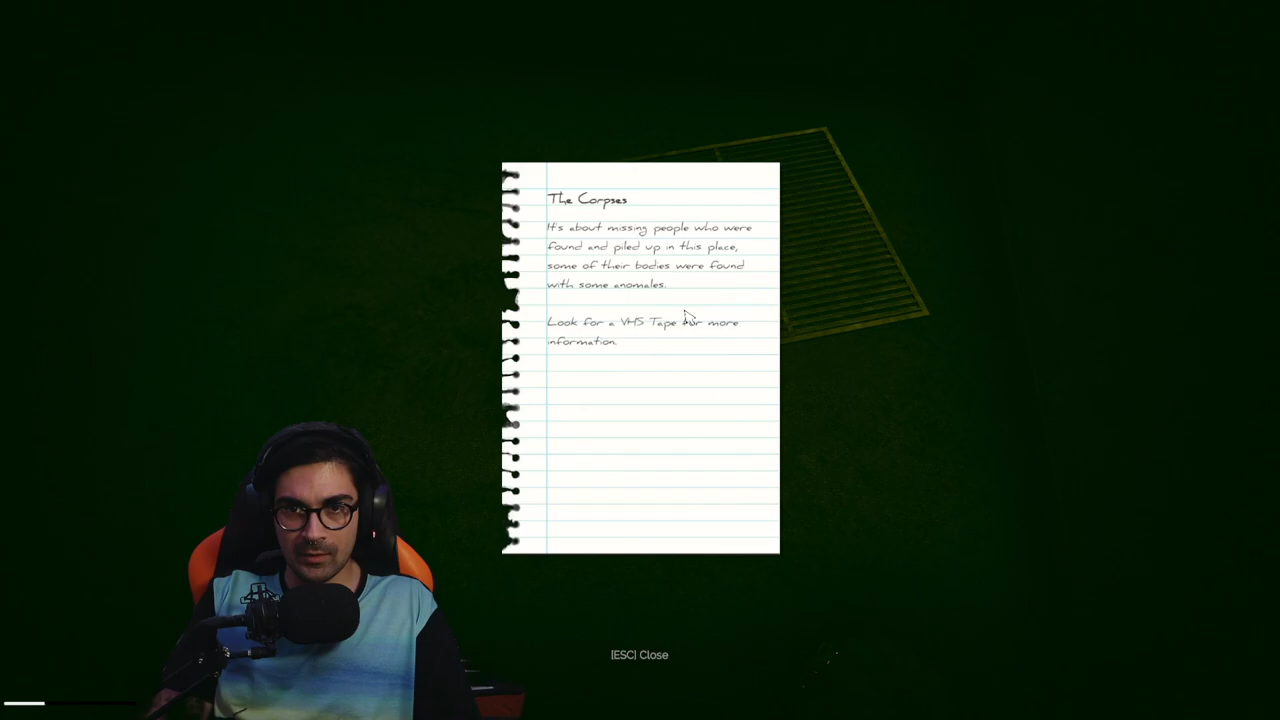 The Corpses
It's about missing people who were
found and piled up in this place,
some of their bodies were found
with some anomales.
Look for a VHS Tape for more
information.
[ESC] Close